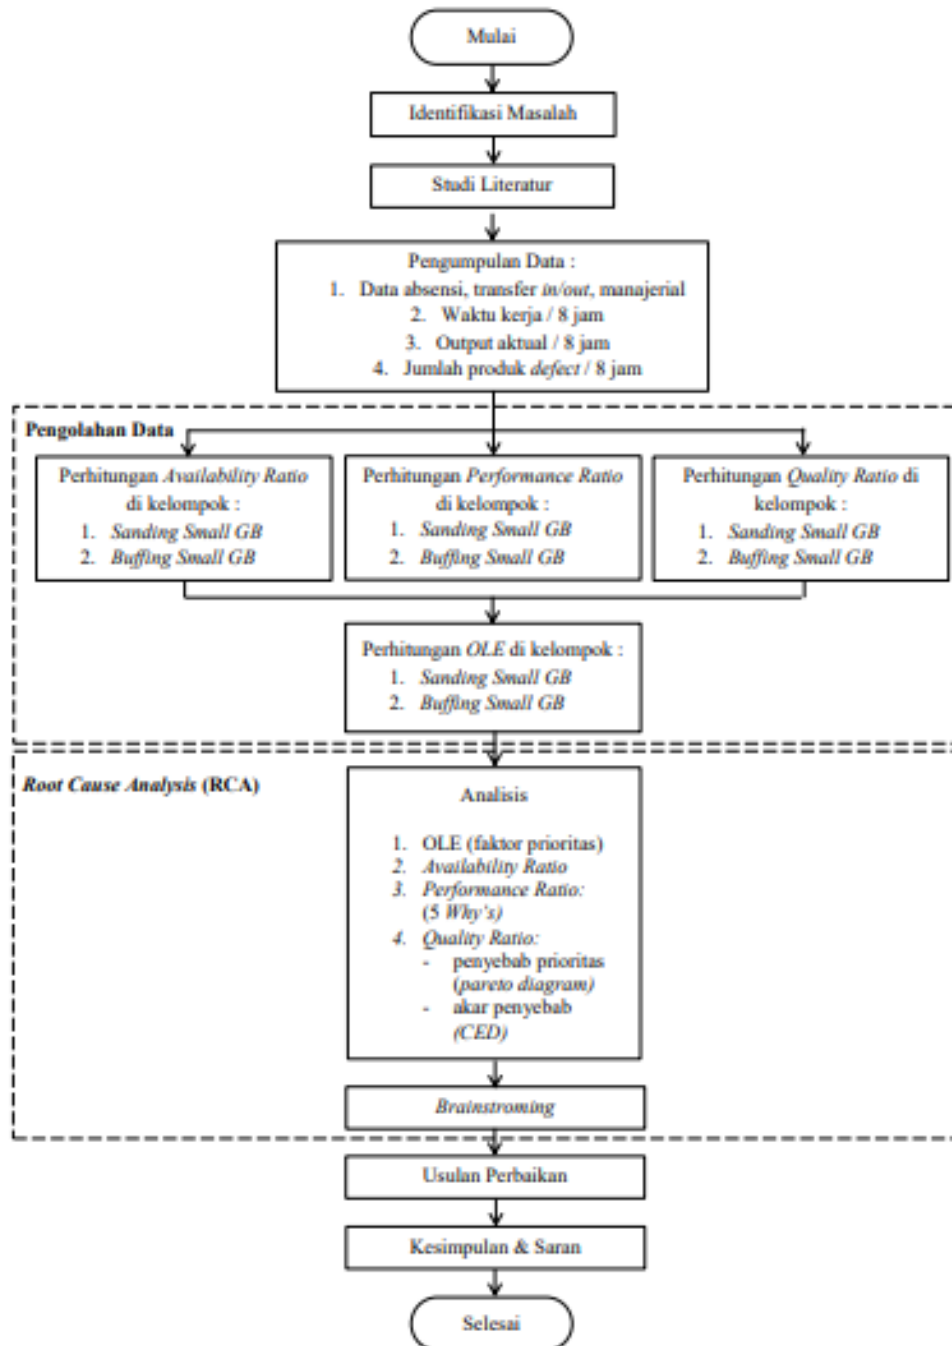 Mulai
Identifikasi Masalah
Studi Literatur
Pengumpulan Data :
1. Data absensi, transfer in/out, manajerial
2. Waktu kerja / 8 jam
3. Output aktual / 8 jam
4. Jumlah produk defect / 8 jam
Pengolahan Data
Perhitungan Availability Ratio
di kelompok :
1. Sanding Small GB
2. Buffing Small GB
Perhitungan Performance Ratio
di kelompok :
1. Sanding Small GB
2. Buffing Small GB
Perhitungan Quality Ratio di
kelompok :
1. Sanding Small GB
2. Buffing Small GB
Perhitungan OLE di kelompok :
1. Sanding Small GB
2. Buffing Small GB
Root Cause Analysis (RCA)
Analisis
1. OLE (faktor prioritas)
2. Availability Ratio
3. Performance Ratio:
(5 Why's)
4. Quality Ratio:
- penyebab prioritas
(pareto diagram)
- akar penyebab
(CED)
Brainstroming
Usulan Perbaikan
Kesimpulan & Saran
Selesai